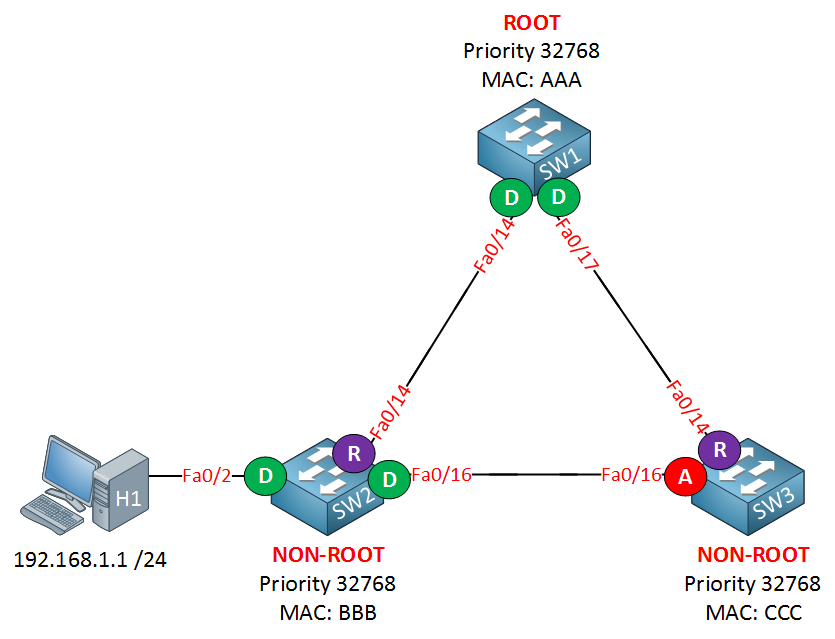 ROOT
Priority 32768
MAC: AAA
SW1
D
D
Fa0/14
Fa0/17
Fa0/14
Fa0/14
H1
Fa0/2
D
R
D
SW2
Fa0/16
Fa0/16
A
R
SW3
192.168.1.1 /24
NON-ROOT
Priority 32768
MAC: BBB
NON-ROOT
Priority 32768
MAC: CCC